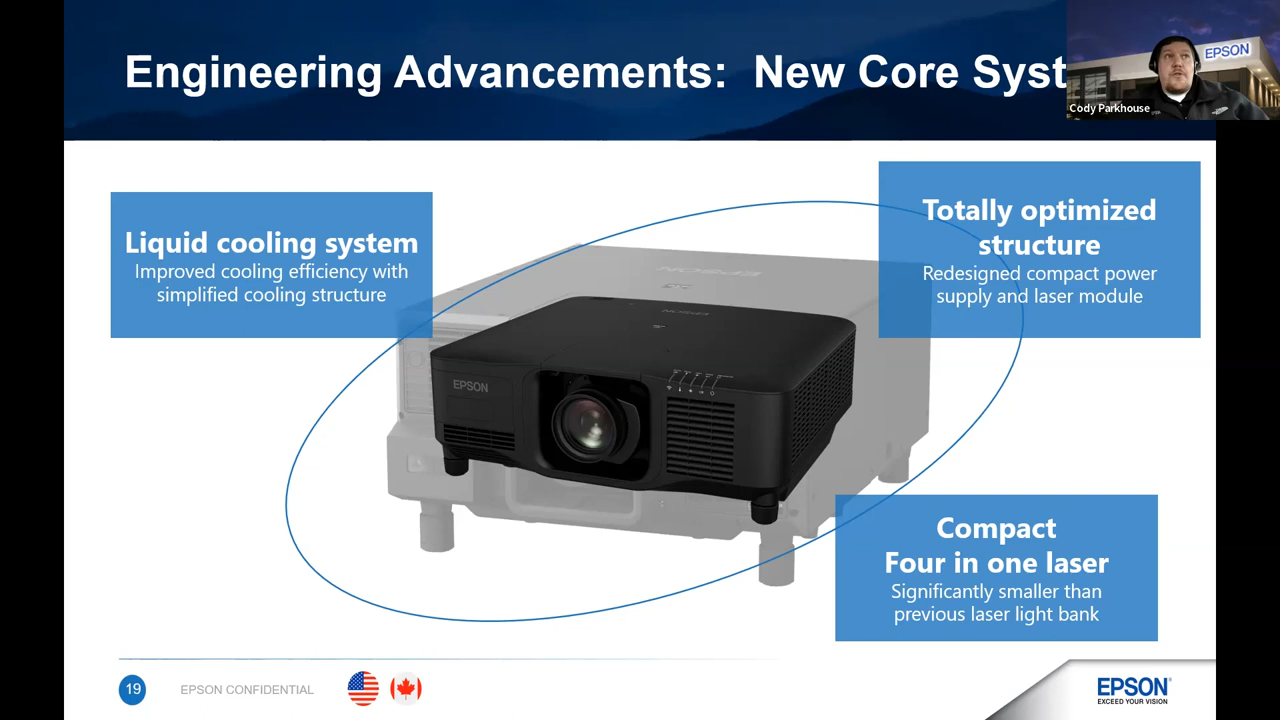 Engineering Advancements: New Core Syst
EPSON
Cody Parkhouse
Liquid cooling system
Improved cooling efficiency with
simplified cooling structure
Totally optimized
structure
Redesigned compact power
supply and laser module
EPSON
EPSON
EPSON
Compact
Four in one laser
Significantly smaller than
previous laser light bank
19
EPSON CONFIDENTIAL
EPSON
EXCEED YOUR VISION